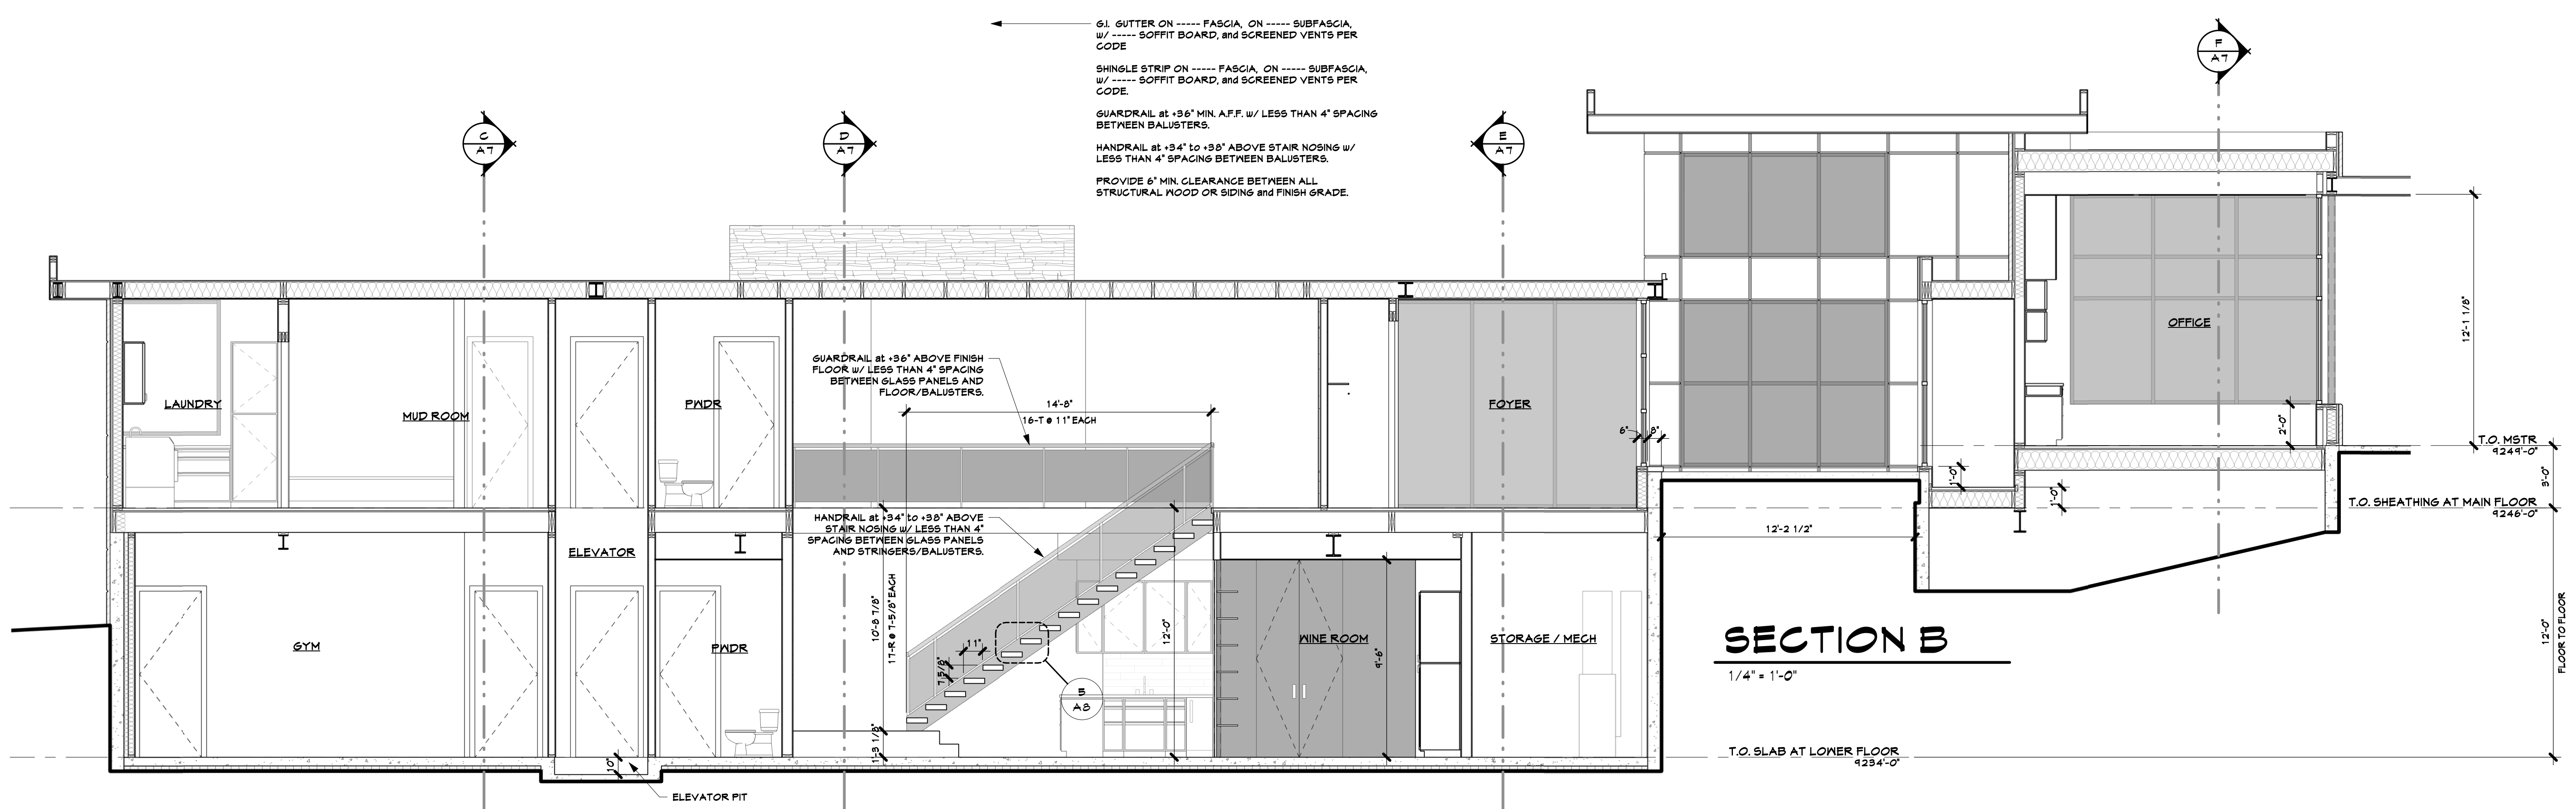 G.I. GUTTER ON ----- FASCIA, ON ----- SUBFASCIA,
w/ ----- SOFFIT BOARD, and SCREENED VENTS PER
CODE
SHINGLE STRIP ON ----- FASCIA, ON ----- SUBFASCIA,
w/ ----- SOFFIT BOARD, and SCREENED VENTS PER
CODE.
GUARDRAIL at +36" MIN. A.F.F. w/ LESS THAN 4" SPACING
BETWEEN BALUSTERS.
HANDRAIL at +34" to +38" ABOVE STAIR NOSING w/
LESS THAN 4" SPACING BETWEEN BALUSTERS.
PROVIDE 6" MIN. CLEARANCE BETWEEN ALL
STRUCTURAL WOOD OR SIDING and FINISH GRADE.
F
A7
C
A7
D
A7
E
A7
OFFICE
12'-1 1/8"
GUARDRAIL at +36" ABOVE FINISH
FLOOR w/ LESS THAN 4" SPACING
BETWEEN GLASS PANELS AND
FLOOR/BALUSTERS.
LAUNDRY
MUD ROOM
PWDR
14'-8"
16-T @ 11" EACH
FOYER
6"
8"
2'-0"
T.O. MSTR
9249'-0"
1'-0"
1'-0"
3'-0"
T.O. SHEATHING AT MAIN FLOOR
9246'-0"
HANDRAIL at +34" to +38" ABOVE
STAIR NOSING w/ LESS THAN 4"
SPACING BETWEEN GLASS PANELS
AND STRINGERS/BALUSTERS.
12'-2 1/2"
ELEVATOR
GYM
PWDR
10'-8 7/8"
17-R @ 7-5/8" EACH
11"
7-5/8"
12'-0"
WINE ROOM
9'-6"
STORAGE / MECH
5
A8
1'-3 1/8"
SECTION B
1/4" = 1'-0"
12'-0"
FLOOR TO FLOOR
T.O. SLAB AT LOWER FLOOR
9234'-0"
10"
ELEVATOR PIT